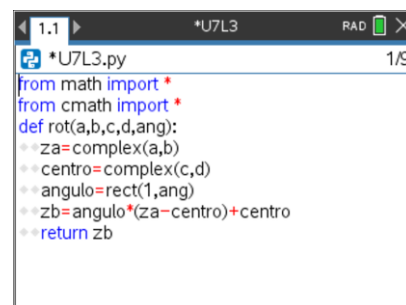 1.1 *U7L3 RAD
*U7L3.py 1/9
from math import *
from cmath import *
def rot(a,b,c,d,ang):
  za=complex(a,b)
  centro=complex(c,d)
  angulo=rect(1,ang)
  zb=angulo*(za-centro)+centro
  return zb